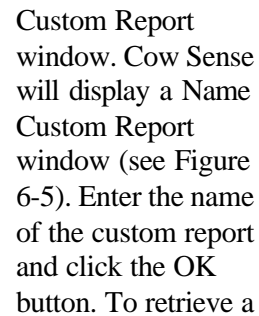 Custom Report
window. Cow Sense
will display a Name
Custom Report
window (see Figure
6-5). Enter the name
of the custom report
and click the OK
button. To retrieve a